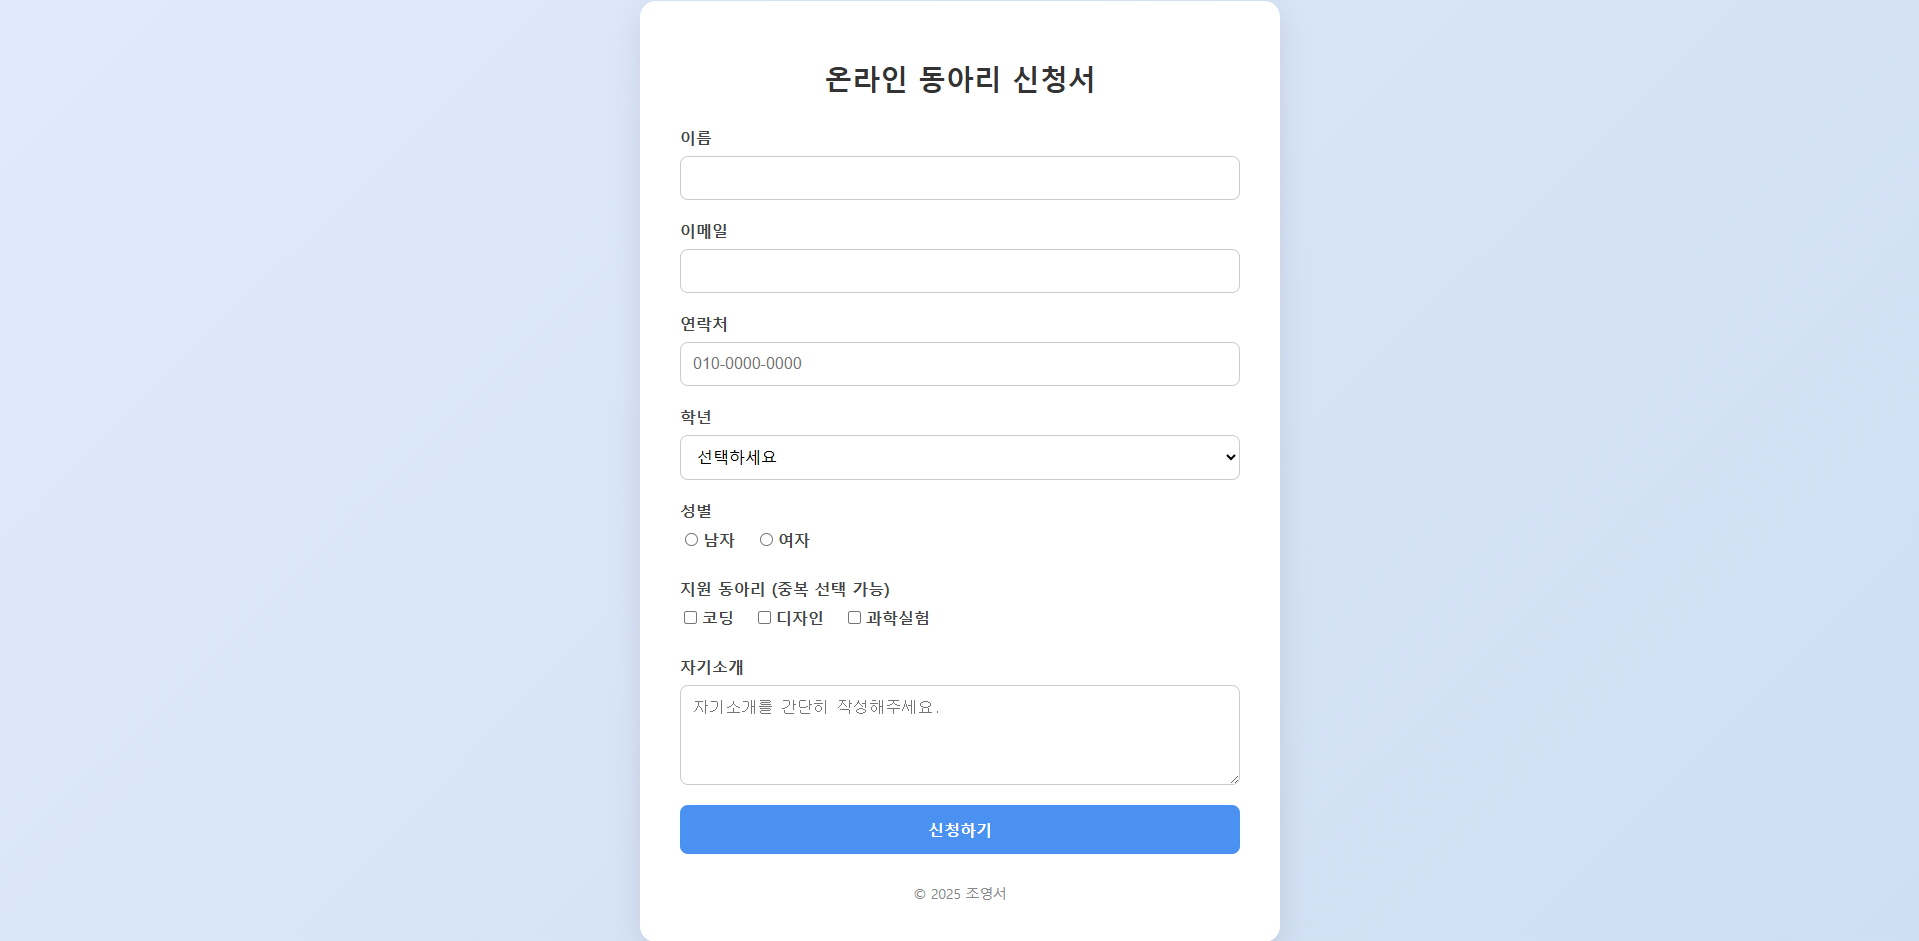 온라인 동아리 신청서
이름
이메일
연락처
010-0000-0000
학년
선택하세요
성별
남자 여자
지원 동아리 (중복 선택 가능)
코딩 디자인 과학실험
자기소개
자기소개를 간단히 작성해주세요.
신청하기
© 2025 조영서